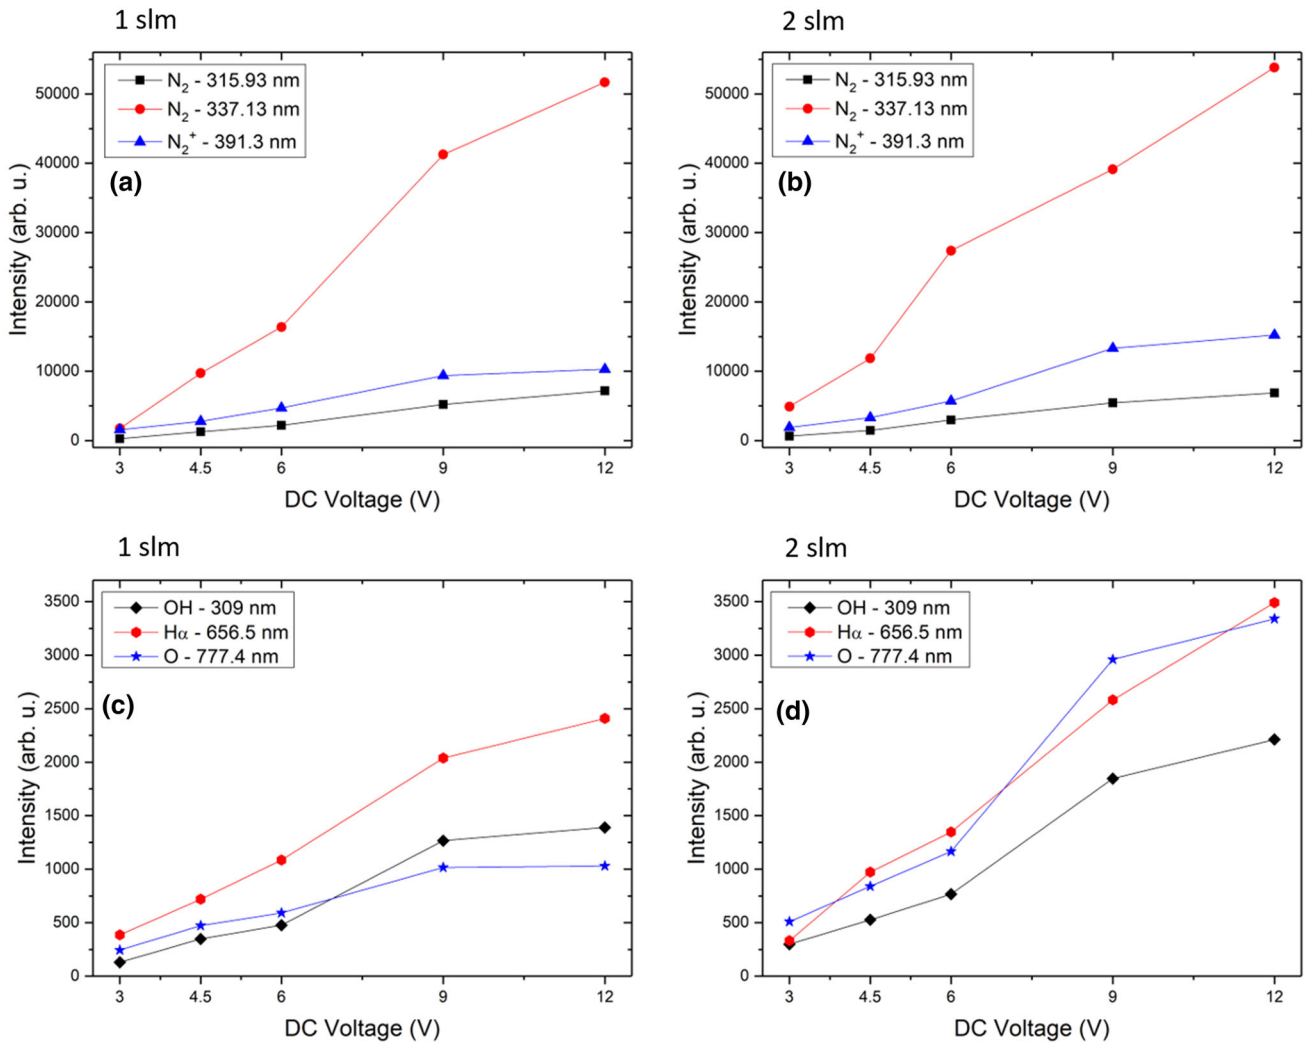 1 slm
2 slm
N₂ - 315.93 nm
N₂ - 337.13 nm
N₂⁺ - 391.3 nm
(a)
50000
40000
30000
20000
10000
0
Intensity (arb. u.)
3 4.5 6 9 12
DC Voltage (V)
N₂ - 315.93 nm
N₂ - 337.13 nm
N₂⁺ - 391.3 nm
(b)
50000
40000
30000
20000
10000
0
Intensity (arb. u.)
3 4.5 6 9 12
DC Voltage (V)
1 slm
2 slm
OH - 309 nm
Hα - 656.5 nm
O - 777.4 nm
(c)
3500
3000
2500
2000
1500
1000
500
0
Intensity (arb. u.)
3 4.5 6 9 12
DC Voltage (V)
OH - 309 nm
Hα - 656.5 nm
O - 777.4 nm
(d)
3500
3000
2500
2000
1500
1000
500
0
Intensity (arb. u.)
3 4.5 6 9 12
DC Voltage (V)